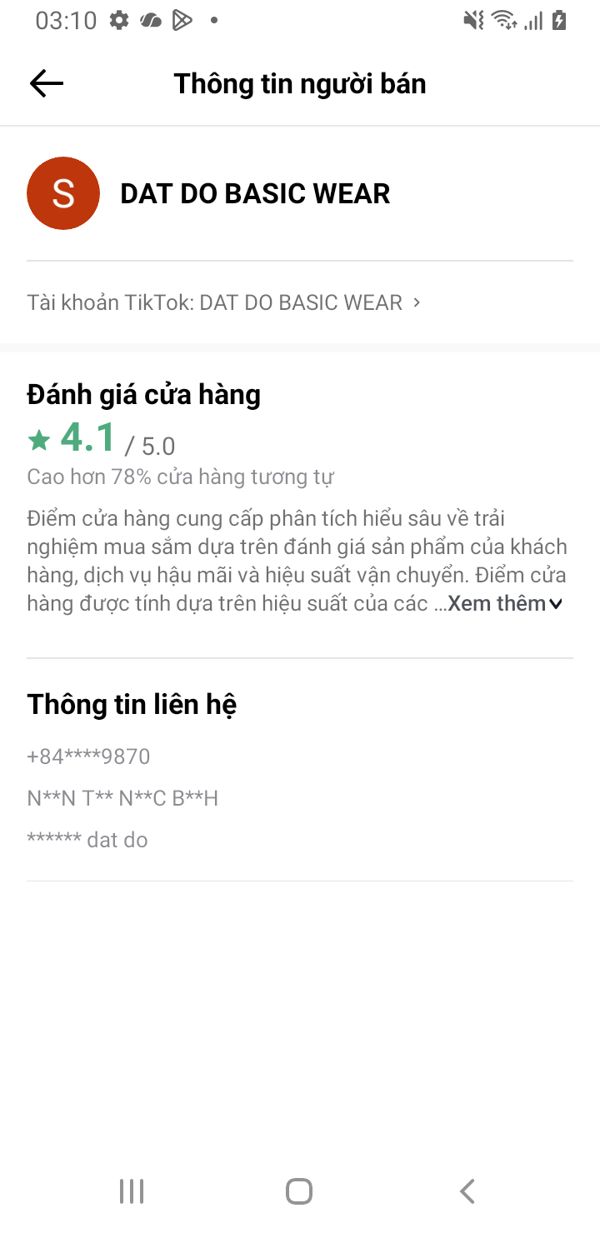 03:10
Thông tin người bán
S
DAT DO BASIC WEAR
Tài khoản TikTok: DAT DO BASIC WEAR >
Đánh giá cửa hàng
4.1 / 5.0
Cao hơn 78% cửa hàng tương tự
Điểm cửa hàng cung cấp phân tích hiểu sâu về trải
nghiệm mua sắm dựa trên đánh giá sản phẩm của khách
hàng, dịch vụ hậu mãi và hiệu suất vận chuyển. Điểm cửa
hàng được tính dựa trên hiệu suất của các ...Xem thêm
Thông tin liên hệ
+84****9870
N**N T** N**C B**H
****** dat do